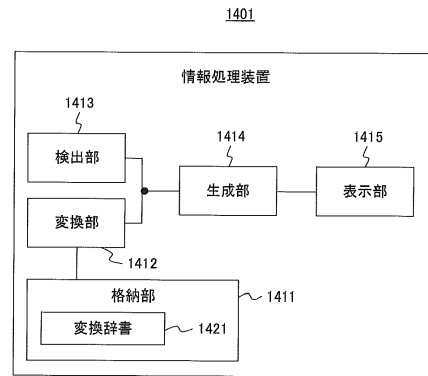 1401
情報処理装置
1413
検出部
1414
生成部
1415
表示部
変換部
1412
格納部
1411
変換辞書
1421